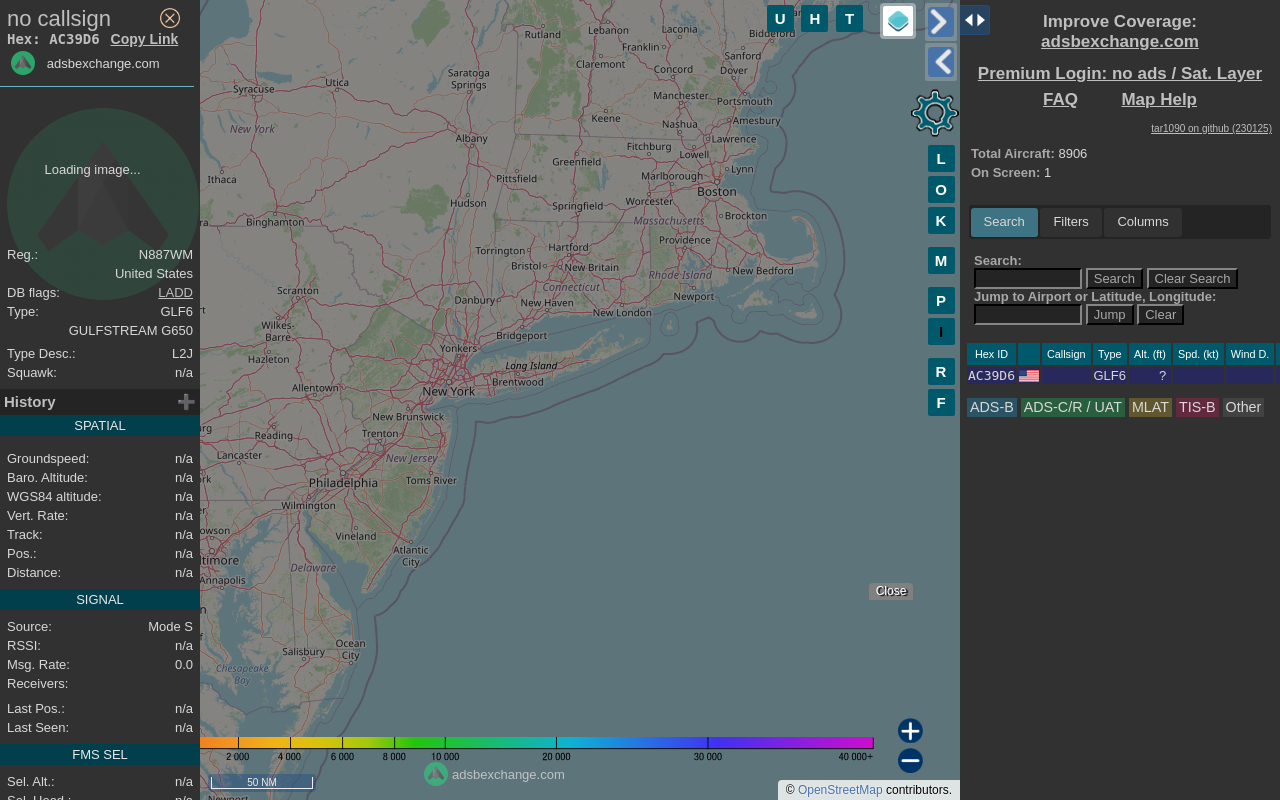 no callsign
Hex: AC39D6 Copy Link
adsbexchange.com
Loading image...
Reg.: N887WM
United States
DB flags: LADD
Type: GLF6
GULFSTREAM G650
Type Desc.: L2J
Squawk: n/a
History
SPATIAL
Groundspeed: n/a
Baro. Altitude: n/a
WGS84 altitude: n/a
Vert. Rate: n/a
Track: n/a
Pos.: n/a
Distance: n/a
SIGNAL
Source: Mode S
RSSI: n/a
Msg. Rate: 0.0
Receivers:
Last Pos.: n/a
Last Seen: n/a
FMS SEL
Sel. Alt.: n/a
Sel. Head.: n/a
U H T
Rutland
Lebanon
Laconia
Biddeford
Franklin
Claremont
Sanford
Dover
Concord
Saratoga
Springs
Utica
Syracuse
Manchester
Portsmouth
Keene
Amesbury
Nashua
New York
Albany
Fitchburg
Lawrence
Greenfield
Lowell
Lynn
Ithaca
Pittsfield
Marlborough
Boston
Hudson
Worcester
Springfield
Binghamton
Massachusetts
Brockton
Torrington
Hartford
Providence
Bristol
New Britain
Rhode Island
New Bedford
Connecticut
Scranton
Danbury
New Haven
Newport
New London
Wilkes-
Barre
Bridgeport
Yonkers
Hazleton
Long Island
Brentwood
Allentown
New York
New Brunswick
Reading
Trenton
Lancaster
New Jersey
Philadelphia
Toms River
Wilmington
Vineland
Atlantic
City
Delaware
Annapolis
Ocean
City
Salisbury
Chesapeake
Bay
L
O
K
M
P
I
R
F
Close
2 000 4 000 6 000 8 000 10 000 20 000 30 000 40 000+
adsbexchange.com
50 NM
© OpenStreetMap contributors.
Improve Coverage:
adsbexchange.com
Premium Login: no ads / Sat. Layer
FAQ Map Help
tar1090 on github (230125)
Total Aircraft: 8906
On Screen: 1
Search Filters Columns
Search:
Search Clear Search
Jump to Airport or Latitude, Longitude:
Jump Clear
Hex ID Callsign Type Alt. (ft) Spd. (kt) Wind D.
AC39D6 GLF6 ?
ADS-B ADS-C/R / UAT MLAT TIS-B Other